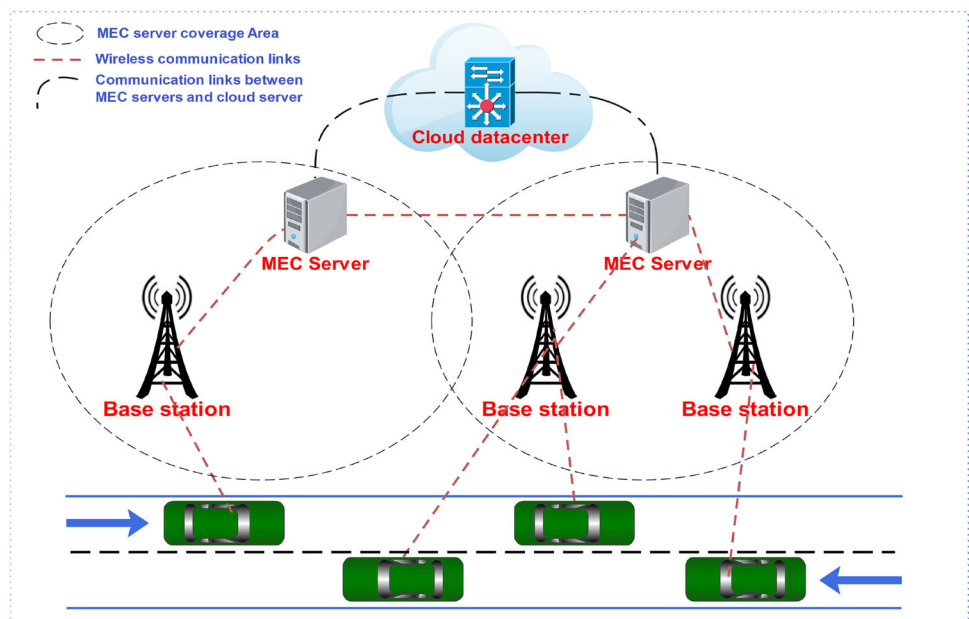 MEC server coverage Area
Wireless communication links
Communication links between
MEC servers and cloud server
Cloud datacenter
MEC Server
MEC Server
Base station
Base station
Base station